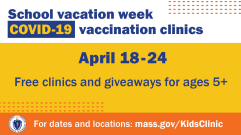 School vacation week
COVID-19 vaccination clinics
April 18-24
Free clinics and giveaways for ages 5+
For dates and locations: mass.gov/KidsClinic